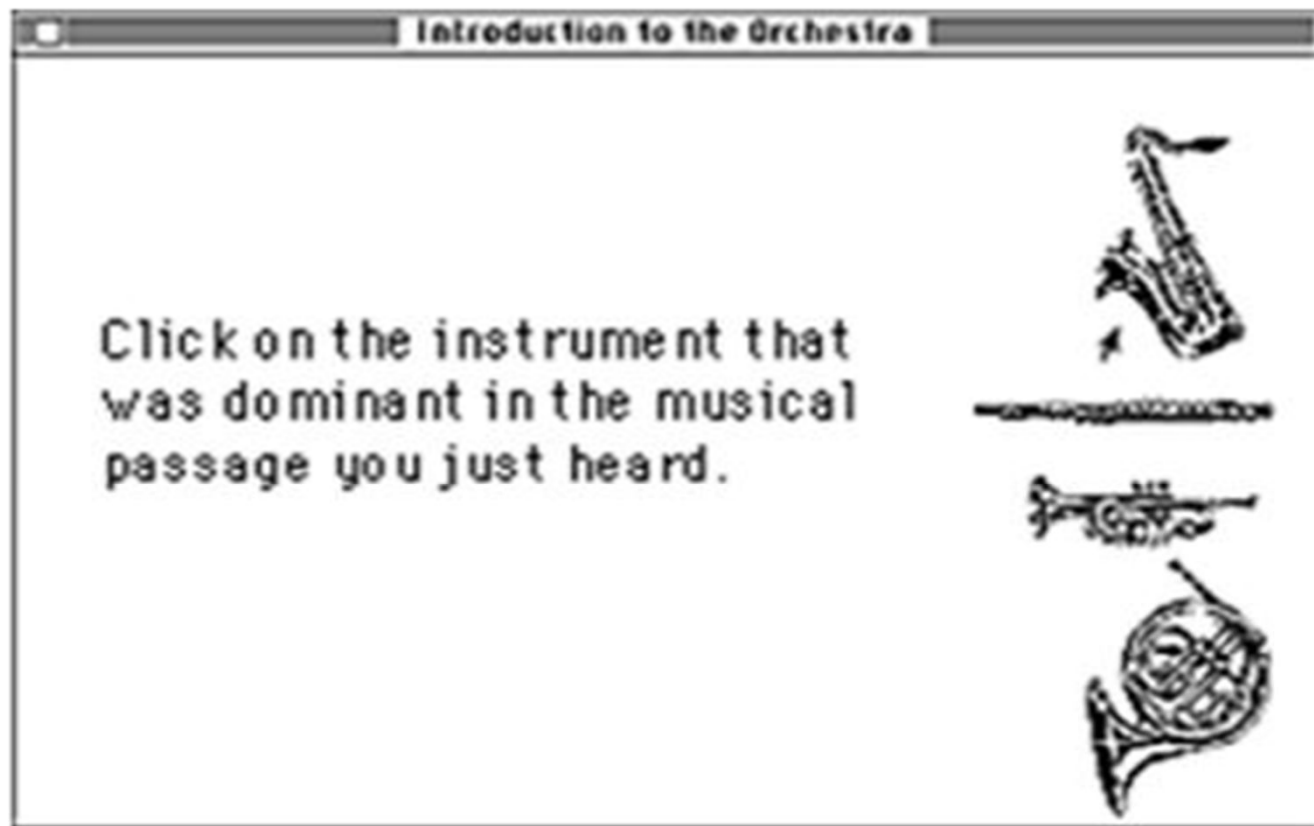 Introduction to the Orchestra
Click on the instrument that
was dominant in the musical
passage you just heard.